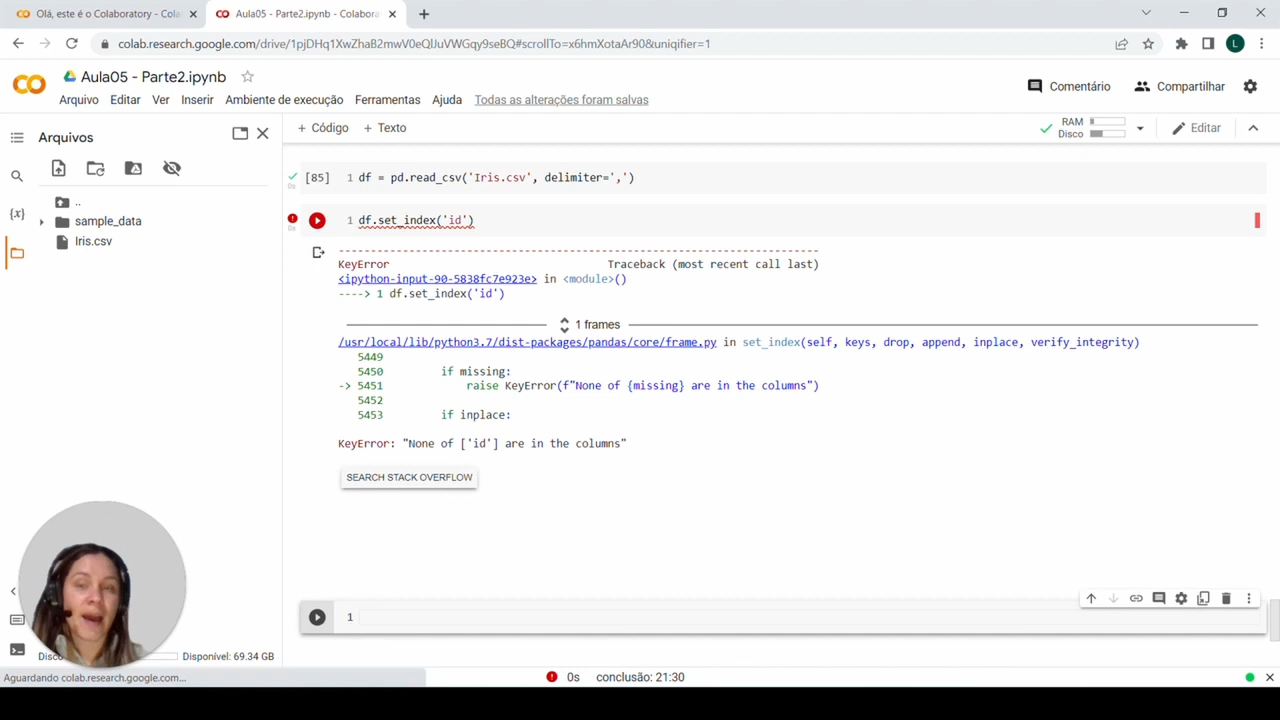 Olá, este é o Colaboratory - Cola
Aula05 - Parte2.ipynb - Colabora
colab.research.google.com/drive/1pjDHq1XwZhaB2mwV0eQlJuVWGqy9seBQ#scrollTo=x6hmXotaAr90&uniqifier=1
L
Aula05 - Parte2.ipynb
Arquivo Editar Ver Inserir Ambiente de execução Ferramentas Ajuda Todas as alterações foram salvas
Comentário Compartilhar
Arquivos
+ Código + Texto
RAM
Disco
Editar
..
sample_data
Iris.csv
{x}
0s
[85] 1 df = pd.read_csv('Iris.csv', delimiter=',')
0s
1 df.set_index('id')
---------------------------------------------------------------------------
KeyError Traceback (most recent call last)
<ipython-input-90-5838fc7e923e> in <module>()
----> 1 df.set_index('id')
1 frames
/usr/local/lib/python3.7/dist-packages/pandas/core/frame.py in set_index(self, keys, drop, append, inplace, verify_integrity)
5449
5450 if missing:
-> 5451 raise KeyError(f"None of {missing} are in the columns")
5452
5453 if inplace:
KeyError: "None of ['id'] are in the columns"
SEARCH STACK OVERFLOW
1
Disponível: 69.34 GB
Aguardando colab.research.google.com...
0s conclusão: 21:30